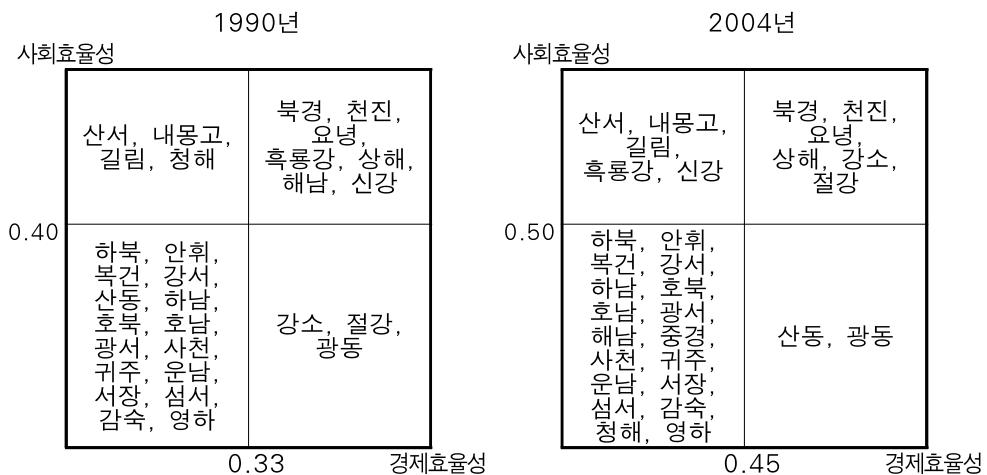 1990년
사회효율성
산서, 내몽고,
길림, 청해
북경, 천진,
요녕,
흑룡강, 상해,
해남, 신강
0.40
하북, 안휘,
복건, 강서,
산동, 하남,
호북, 호남,
광서, 사천,
귀주, 운남,
서장, 섬서,
감숙, 영하
강소, 절강,
광동
0.33
경제효율성
2004년
사회효율성
산서, 내몽고,
길림,
흑룡강, 신강
북경, 천진,
요녕,
상해, 강소,
절강
0.50
하북, 안휘,
복건, 강서,
하남, 호북,
호남, 광서,
해남, 중경,
사천, 귀주,
운남, 서장,
섬서, 감숙,
청해, 영하
산동, 광동
0.45
경제효율성